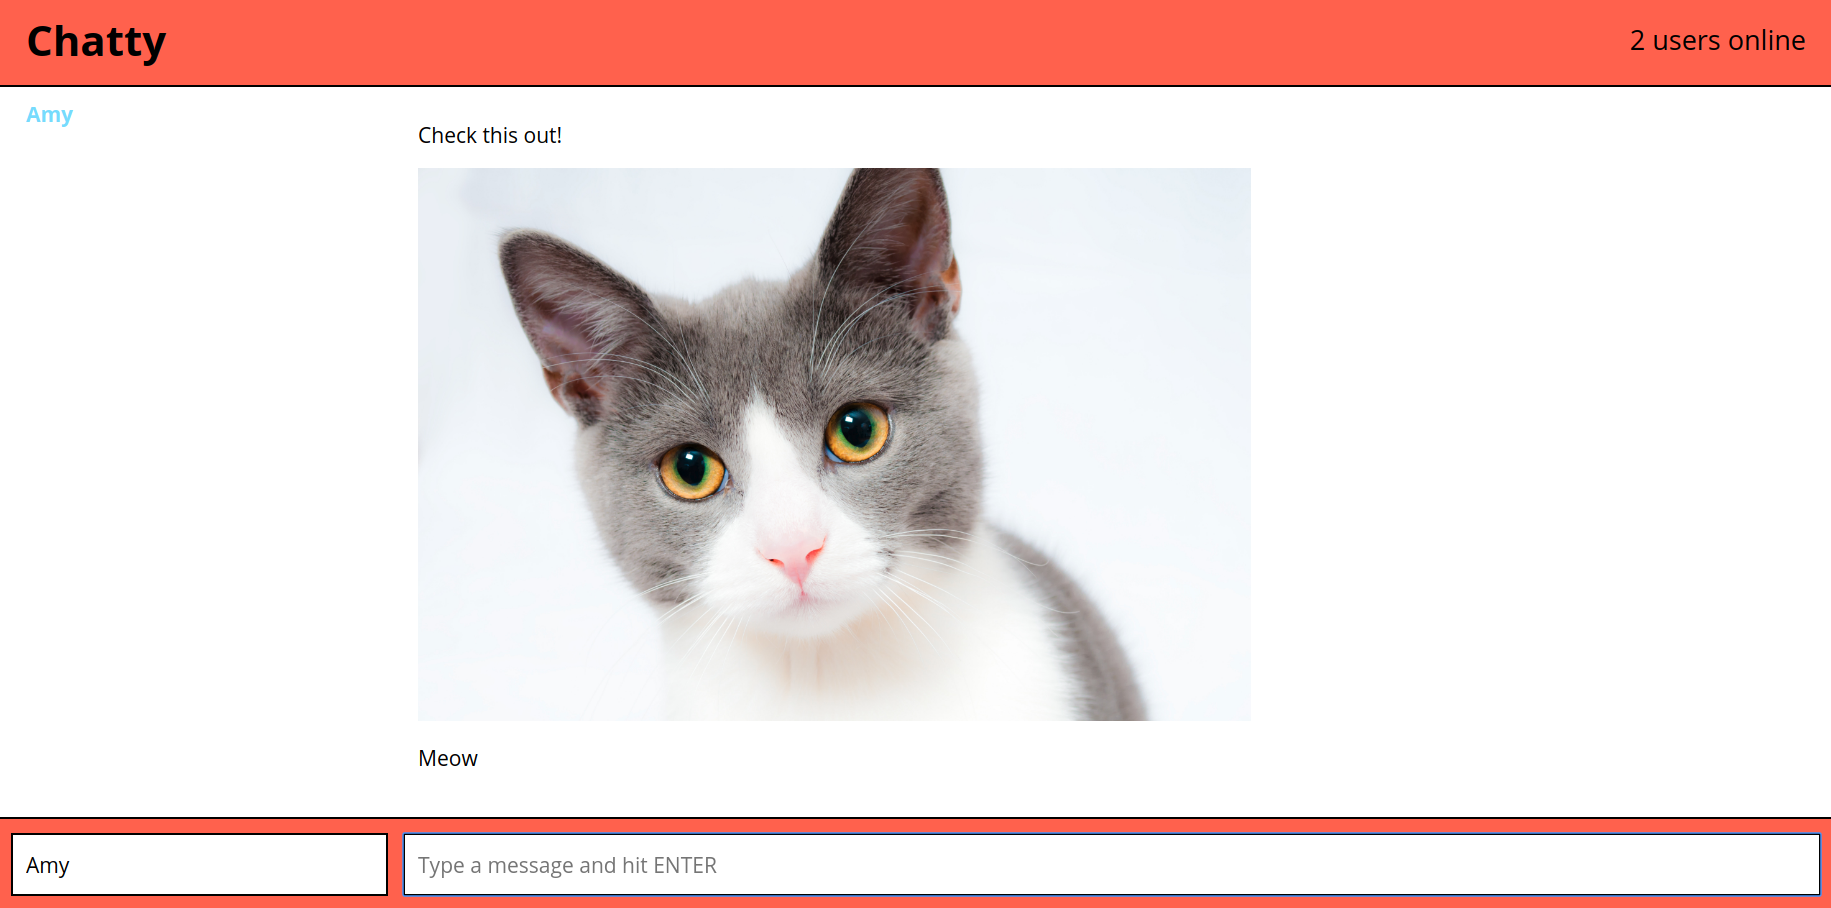 Chatty
2 users online
Amy
Check this out!
Meow
Amy
Type a message and hit ENTER